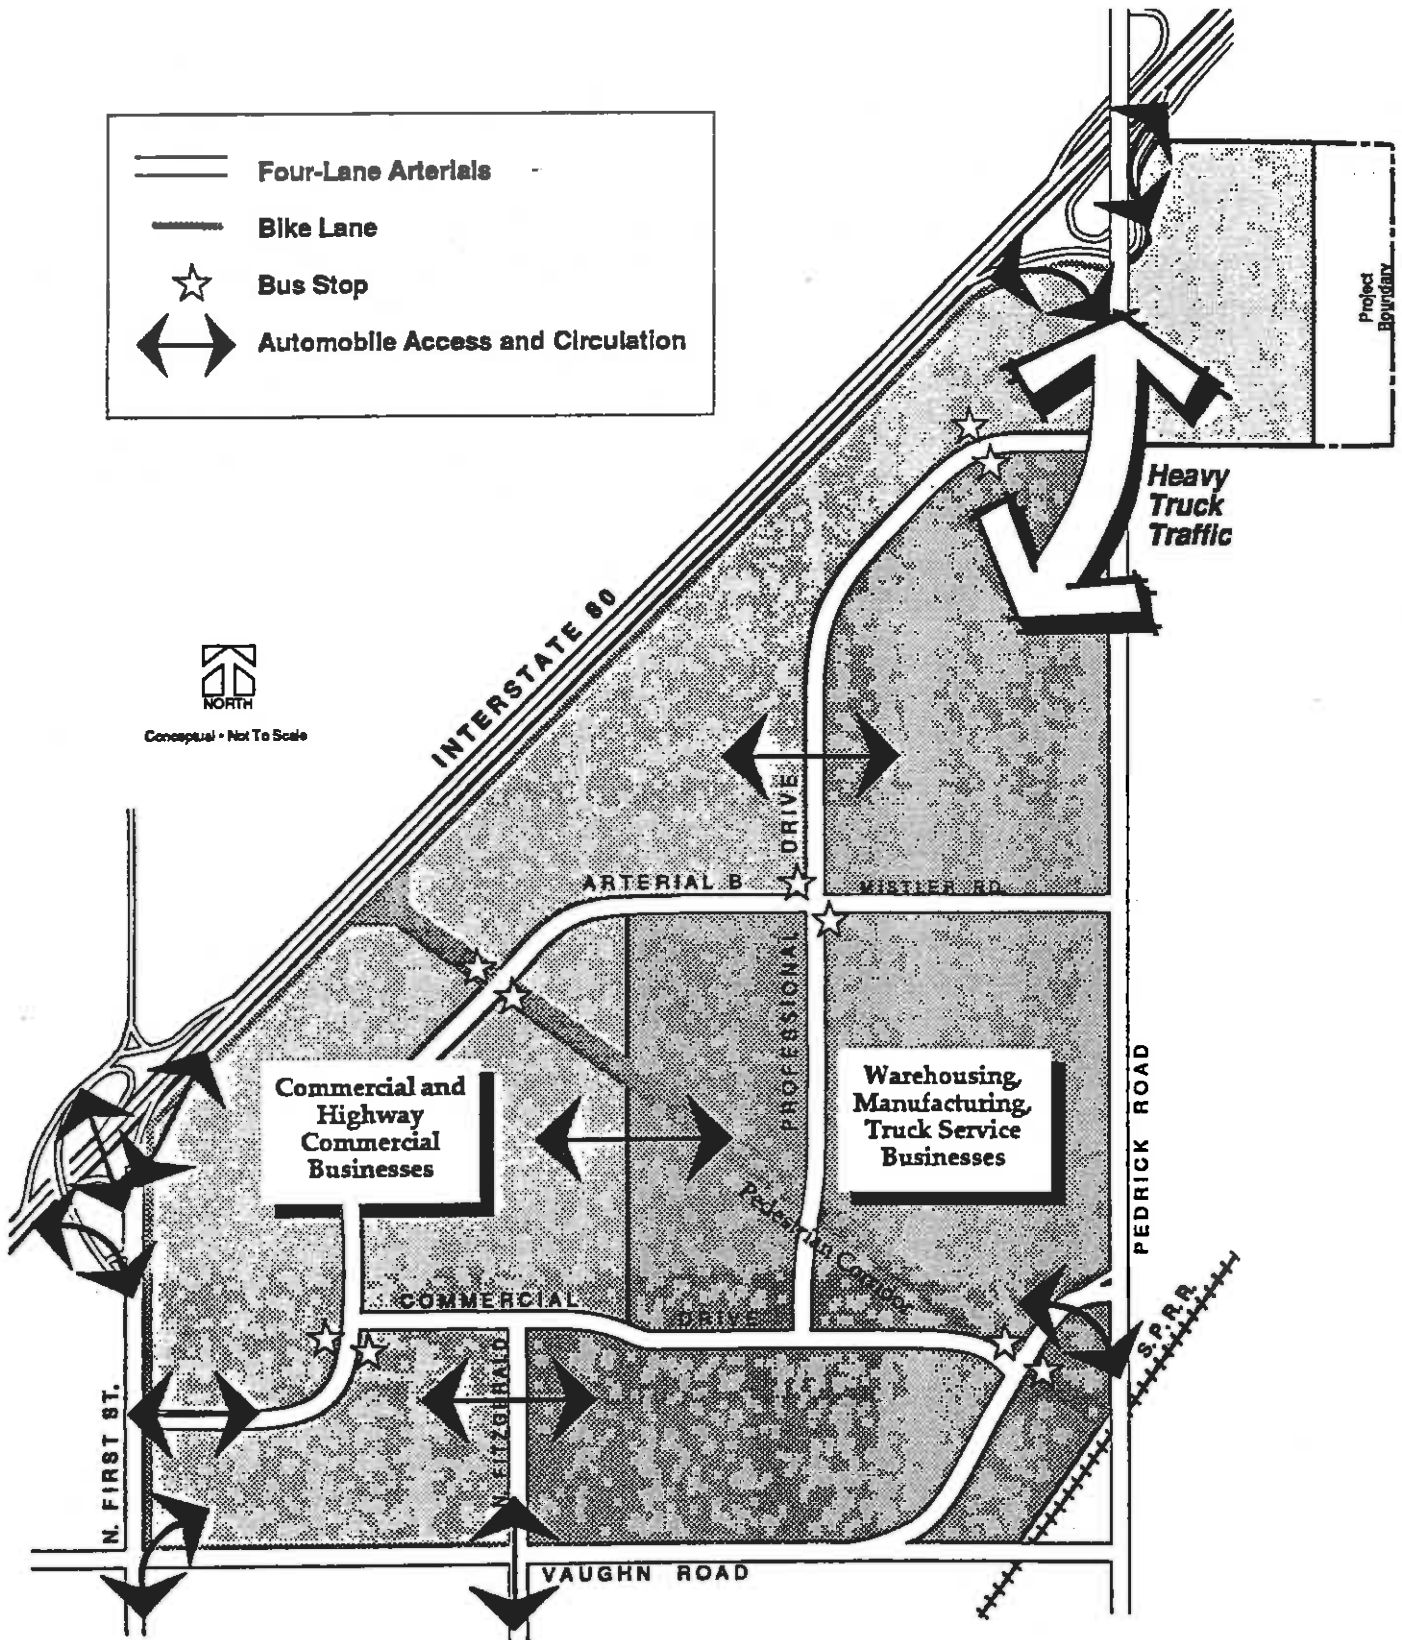 Four-Lane Arterials
Bike Lane
Bus Stop
Automobile Access and Circulation
Project
Boundary
Heavy
Truck
Traffic
INTERSTATE 80
NORTH
Conceptual • Not To Scale
DRIVE
ARTERIAL B
MISTLER RD.
PROFESSIONAL
Commercial and
Highway
Commercial
Businesses
Warehousing,
Manufacturing,
Truck Service
Businesses
PEDRICK ROAD
Pedestrian Corridor
COMMERCIAL
DRIVE
S.P.R.R.
N. FIRST ST.
N. FITZGERALD
VAUGHN ROAD